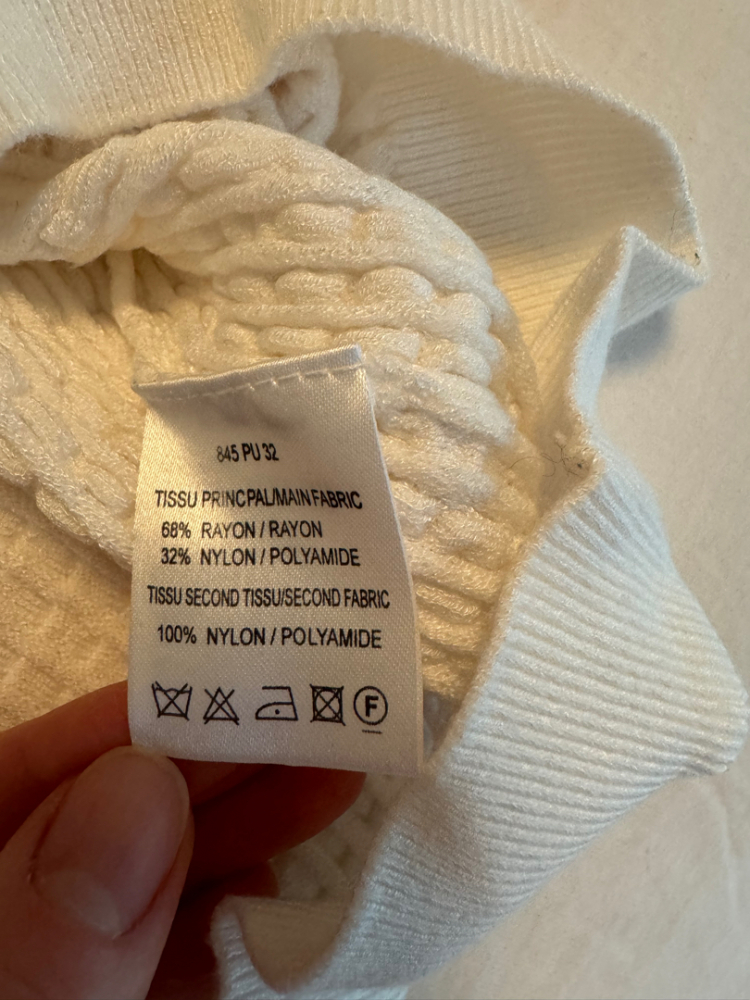 845 PU 32
TISSU PRINCPAL/MAIN FABRIC
68% RAYON / RAYON
32% NYLON / POLYAMIDE
TISSU SECOND TISSU/SECOND FABRIC
100% NYLON / POLYAMIDE
F